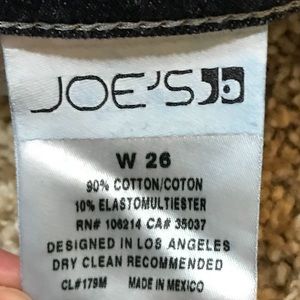 JOE'S
W 26
90% COTTON/COTON
10% ELASTOMULTIESTER
RN# 106214 CA# 35037
DESIGNED IN LOS ANGELES
DRY CLEAN RECOMMENDED
CL#179M MADE IN MEXICO